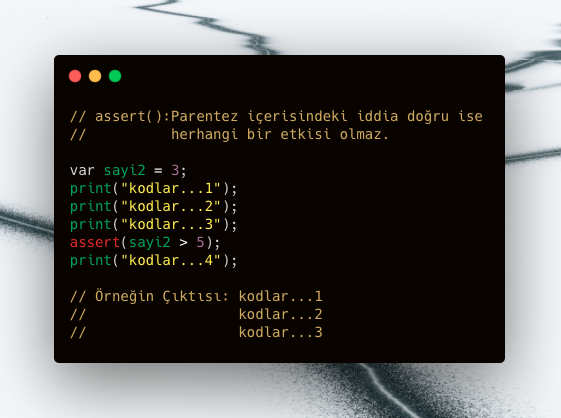 // assert():Parentez içerisindeki iddia doğru ise
//          herhangi bir etkisi olmaz.
var sayi2 = 3;
print("kodlar...1");
print("kodlar...2");
print("kodlar...3");
assert(sayi2 > 5);
print("kodlar...4");
// Örneğin Çıktısı: kodlar...1
//                  kodlar...2
//                  kodlar...3